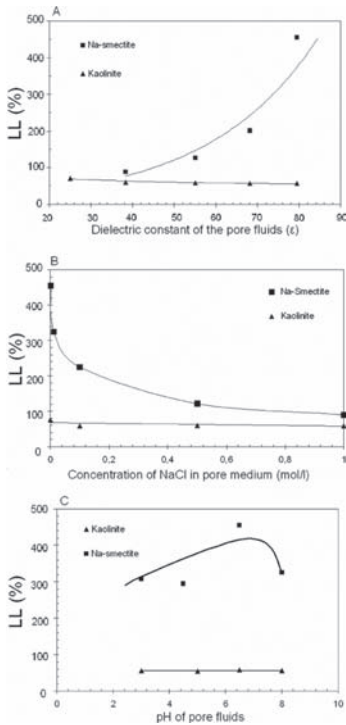 A
Na-smectite
Kaolinite
LL (%)
500
400
300
200
100
0
20 30 40 50 60 70 80 90
Dielectric constant of the pore fluids (ε)
B
Na-Smectite
Kaolinite
LL (%)
500
400
300
200
100
0
0 0,2 0,4 0,6 0,8 1
Concentration of NaCl in pore medium (mol/l)
C
Kaolinite
Na-smectite
LL (%)
500
400
300
200
100
0
0 2 4 6 8 10
pH of pore fluids